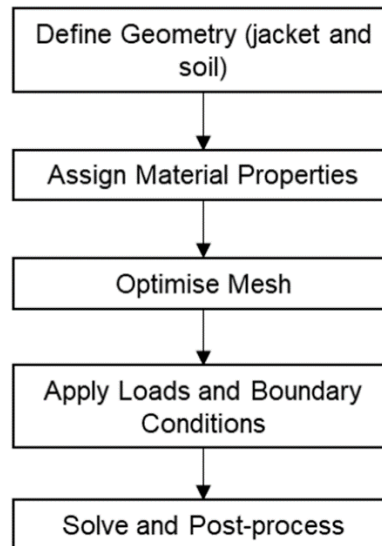 Define Geometry (jacket and
soil)
Assign Material Properties
Optimise Mesh
Apply Loads and Boundary
Conditions
Solve and Post-process